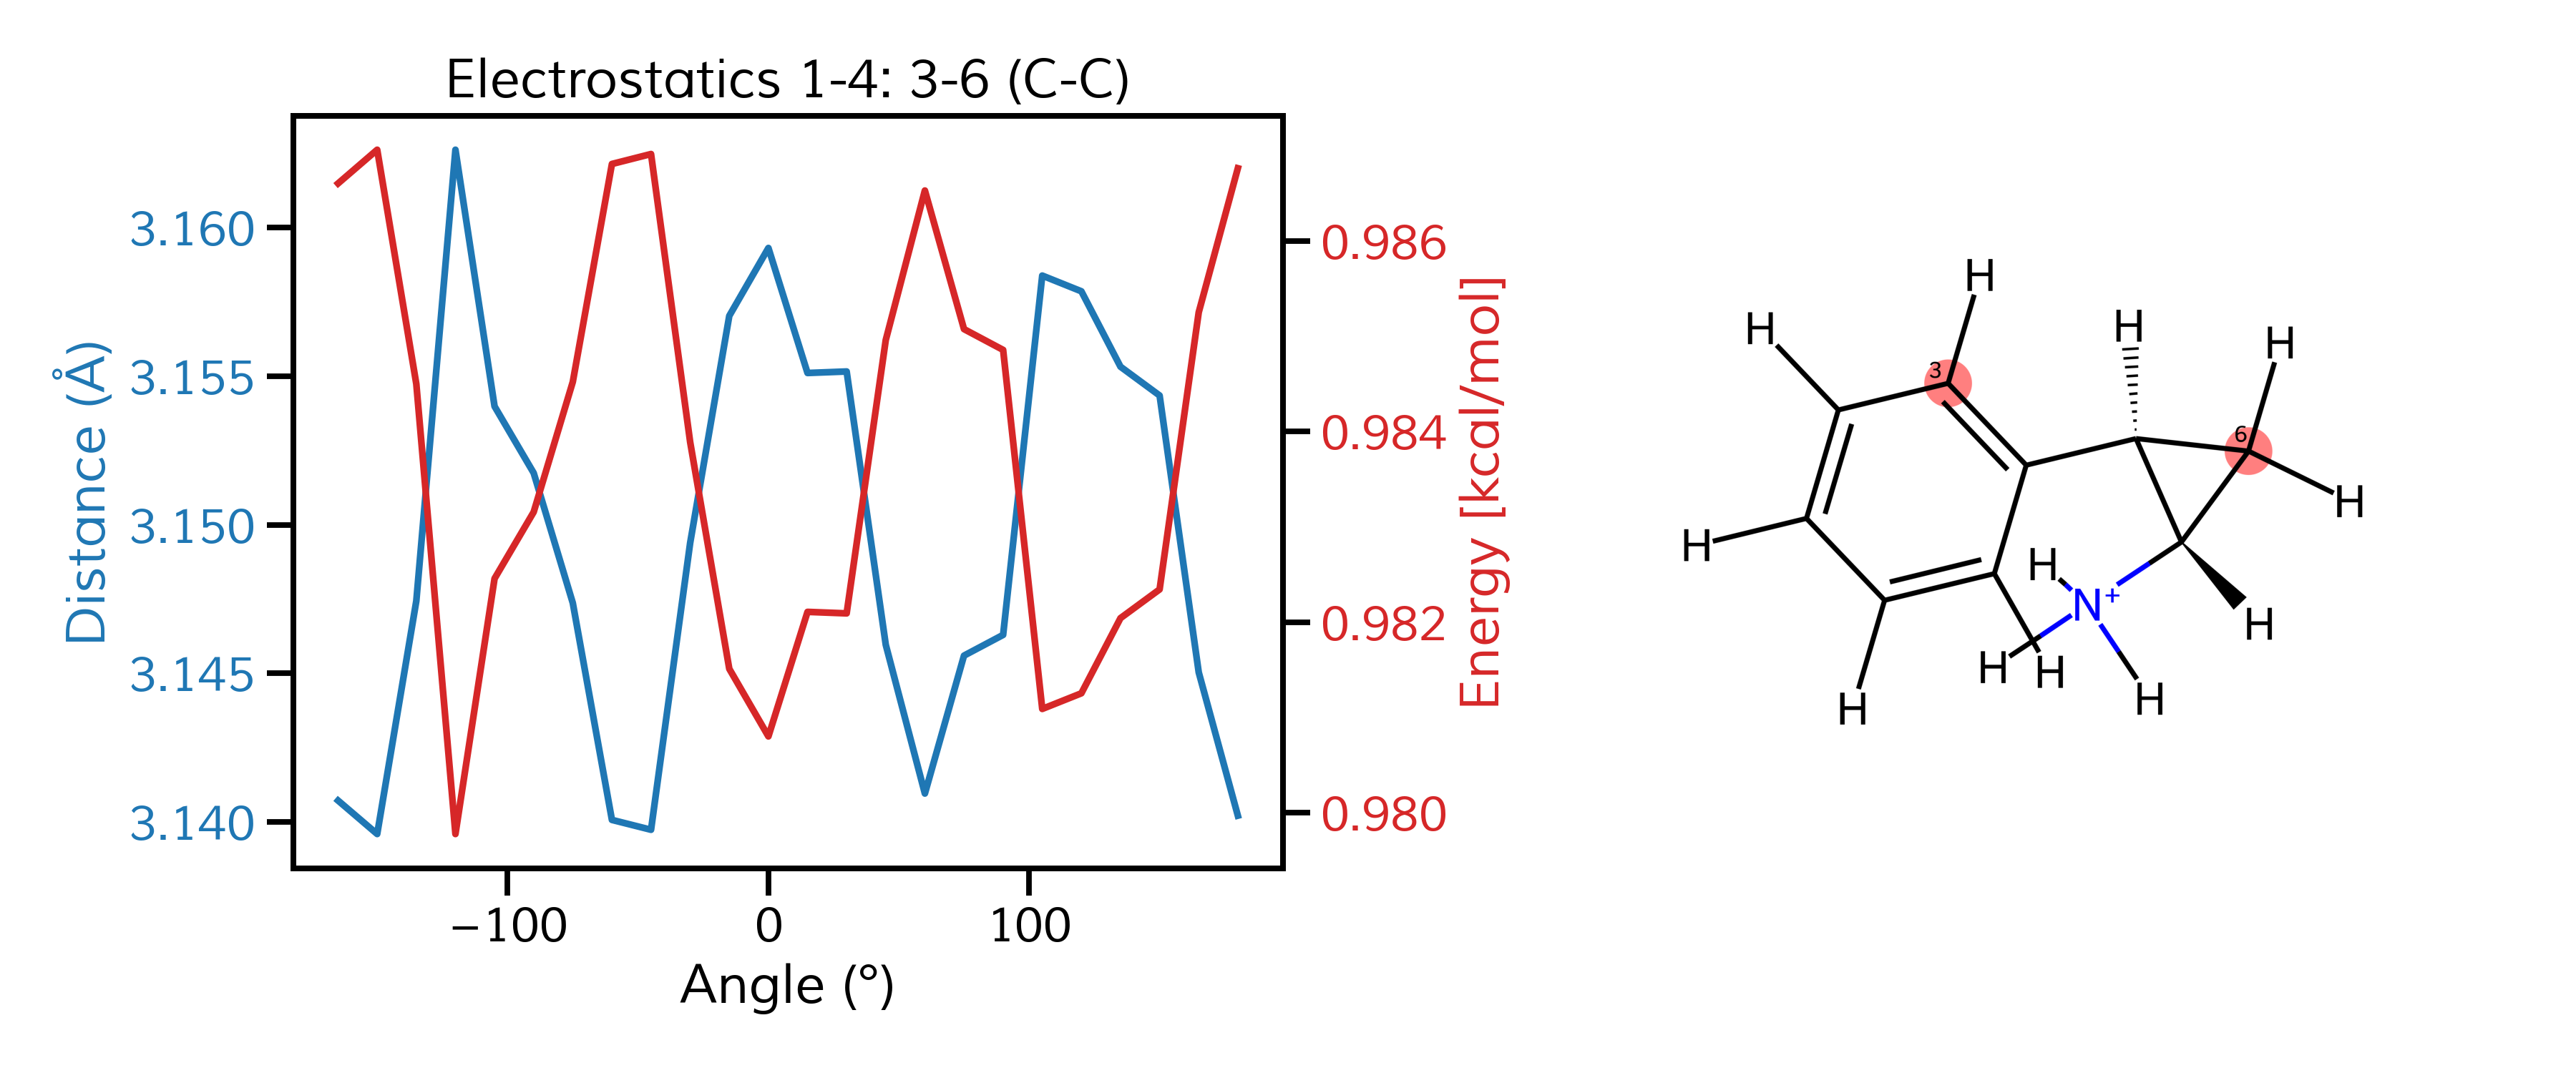 Electrostatics 1-4: 3-6 (C-C)
3.160
3.155
3.150
3.145
3.140
Distance (Å)
−100
0
100
Angle (°)
0.986
0.984
0.982
0.980
Energy [kcal/mol]
H
H
H
H
3
6
H
H
H
H
N+
H
H
H
H
H